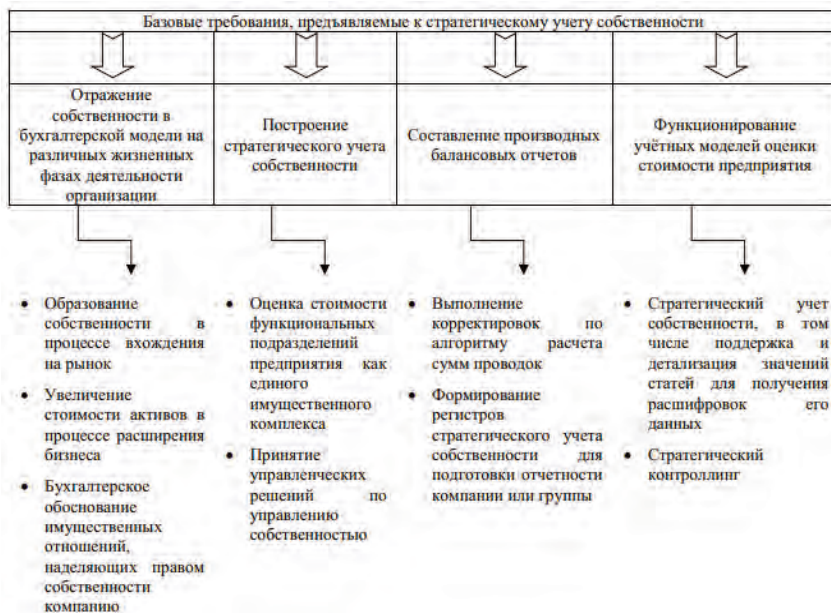 Базовые требования, предъявляемые к стратегическому учету собственности
Отражение
собственности в
бухгалтерской модели на
различных жизненных
фазах деятельности
организации
Построение
стратегического учета
собственности
Составление производных
балансовых отчетов
Функционирование
учётных моделей оценки
стоимости предприятия
• Образование
собственности в
процессе вхождения
на рынок
• Увеличение
стоимости активов в
процессе расширения
бизнеса
• Бухгалтерское
обоснование
имущественных
отношений,
наделяющих правом
собственности
компанию
• Оценка стоимости
функциональных
подразделений
предприятия как
единого
имущественного
комплекса
• Принятие
управленческих
решений по
управлению
собственностью
• Выполнение
корректировок по
алгоритму расчета
сумм проводок
• Формирование
регистров
стратегического учета
собственности для
подготовки отчетности
компании или группы
• Стратегический учет
собственности, в том
числе поддержка и
детализация значений
статей для получения
расшифровок его
данных
• Стратегический
контроллинг